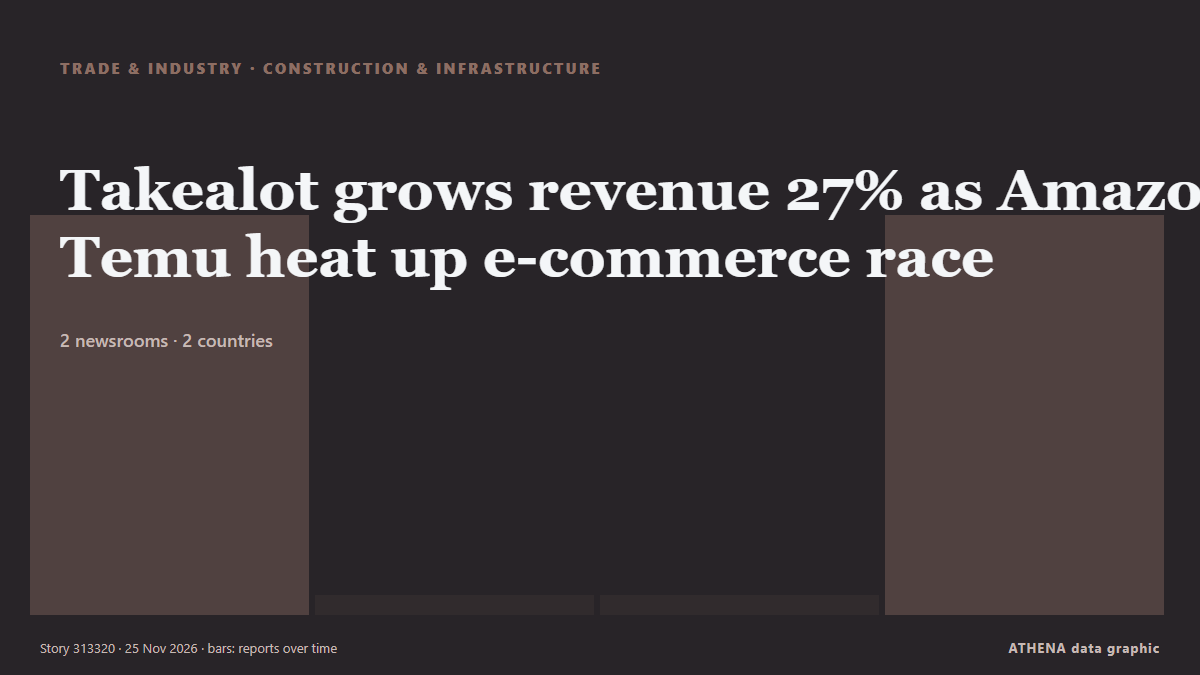 TRADE & INDUSTRY · CONSTRUCTION & INFRASTRUCTURE
Takealot grows revenue 27% as Amazo
Temu heat up e-commerce race
2 newsrooms · 2 countries
Story 313320 · 25 Nov 2026 · bars: reports over time
ATHENA data graphic